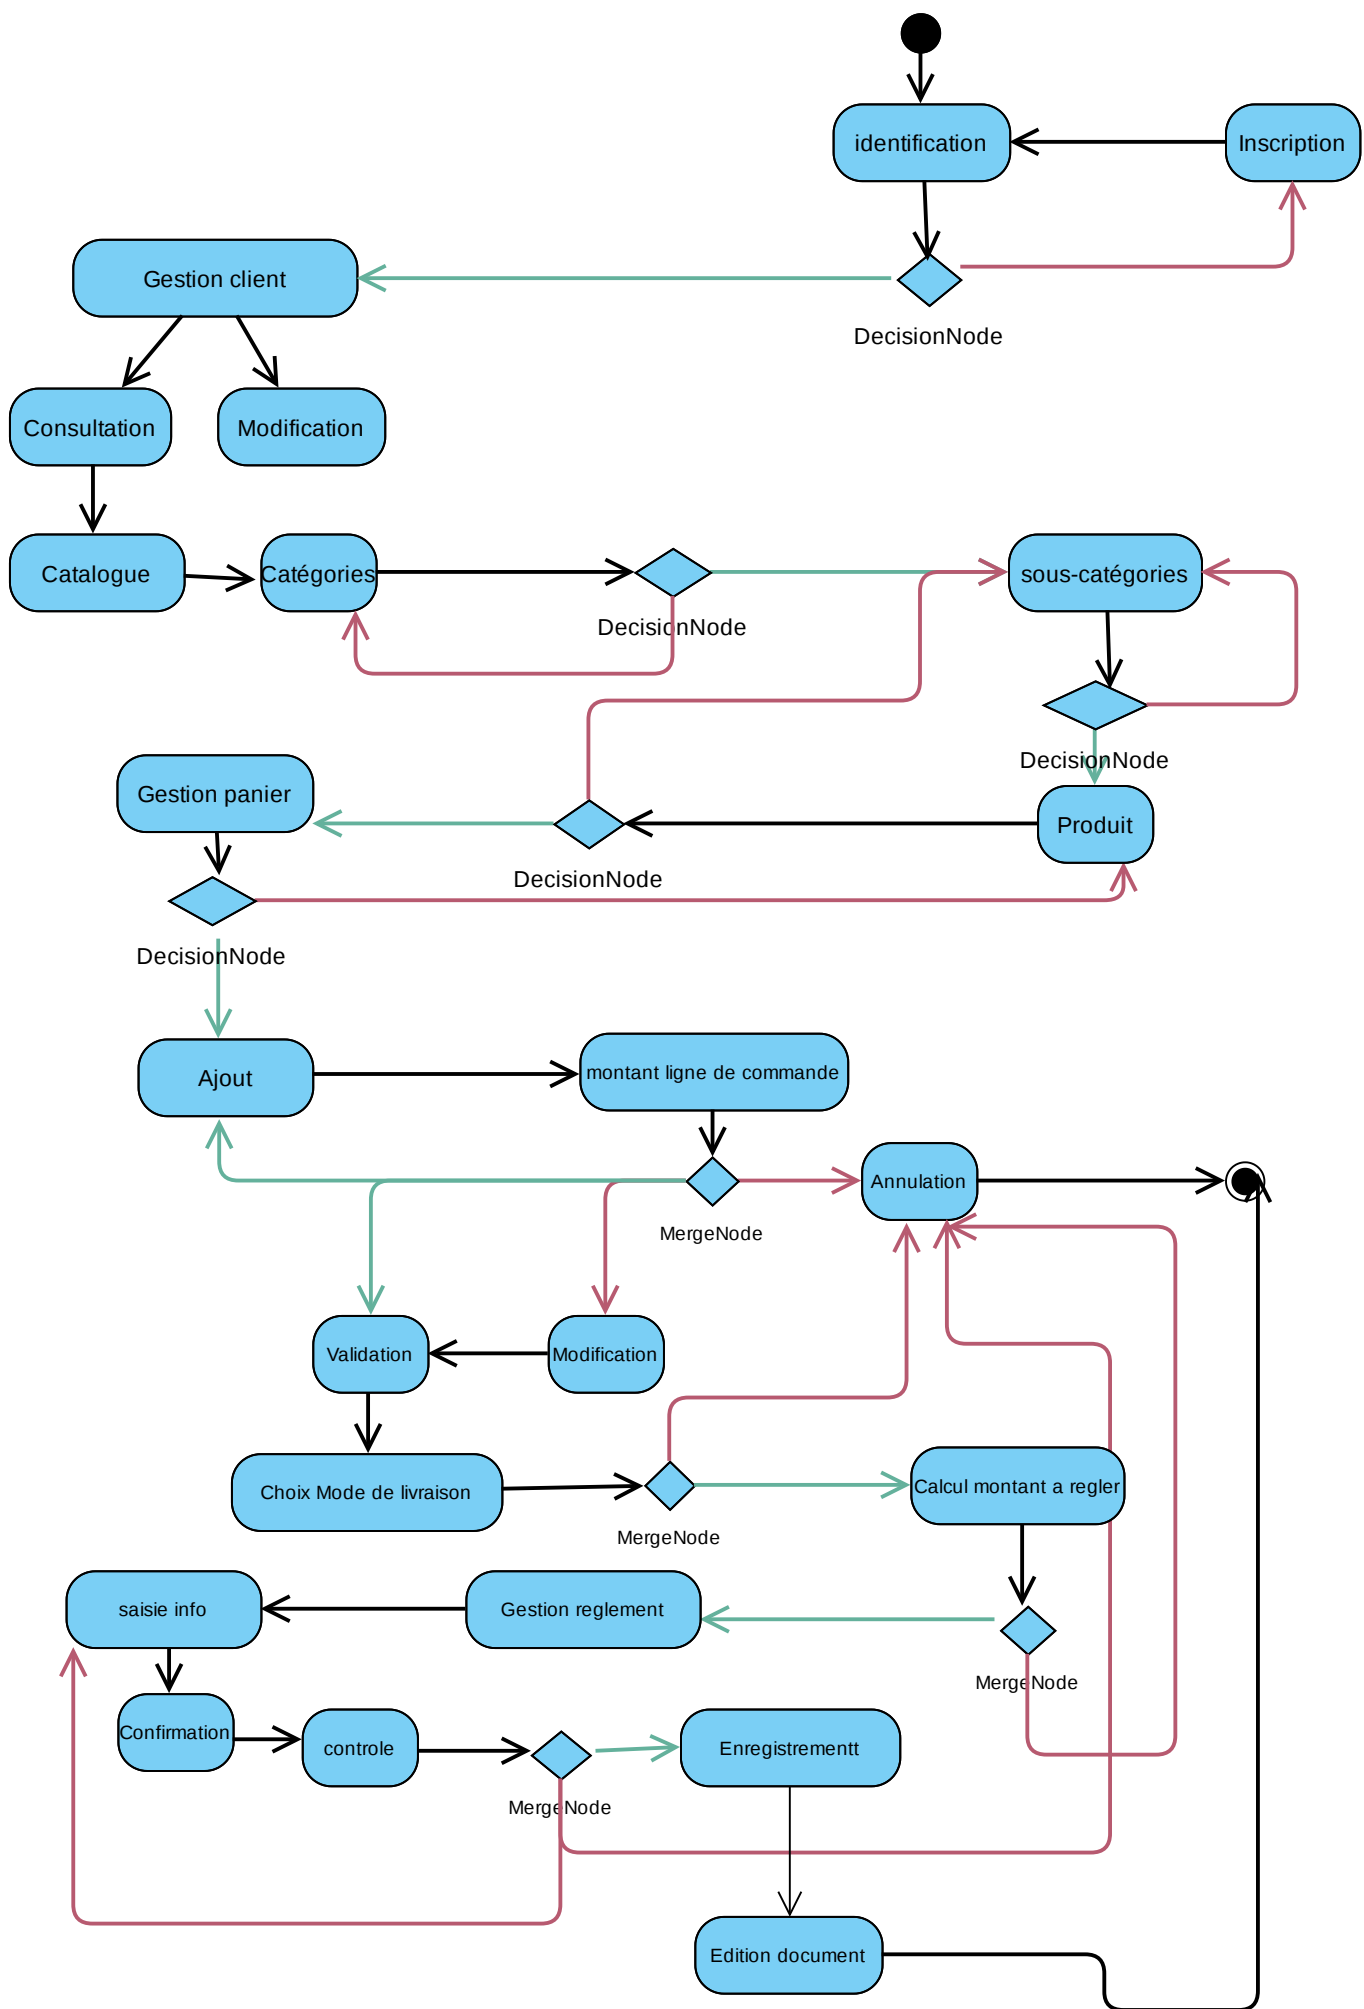 identification
Inscription
Gestion client
DecisionNode
Consultation
Modification
Catalogue
Catégories
sous-catégories
DecisionNode
DecisionNode
Gestion panier
Produit
DecisionNode
DecisionNode
Ajout
montant ligne de commande
Annulation
MergeNode
Validation
Modification
Choix Mode de livraison
Calcul montant a regler
MergeNode
saisie info
Gestion reglement
MergeNode
Confirmation
controle
Enregistrementt
MergeNode
Edition document